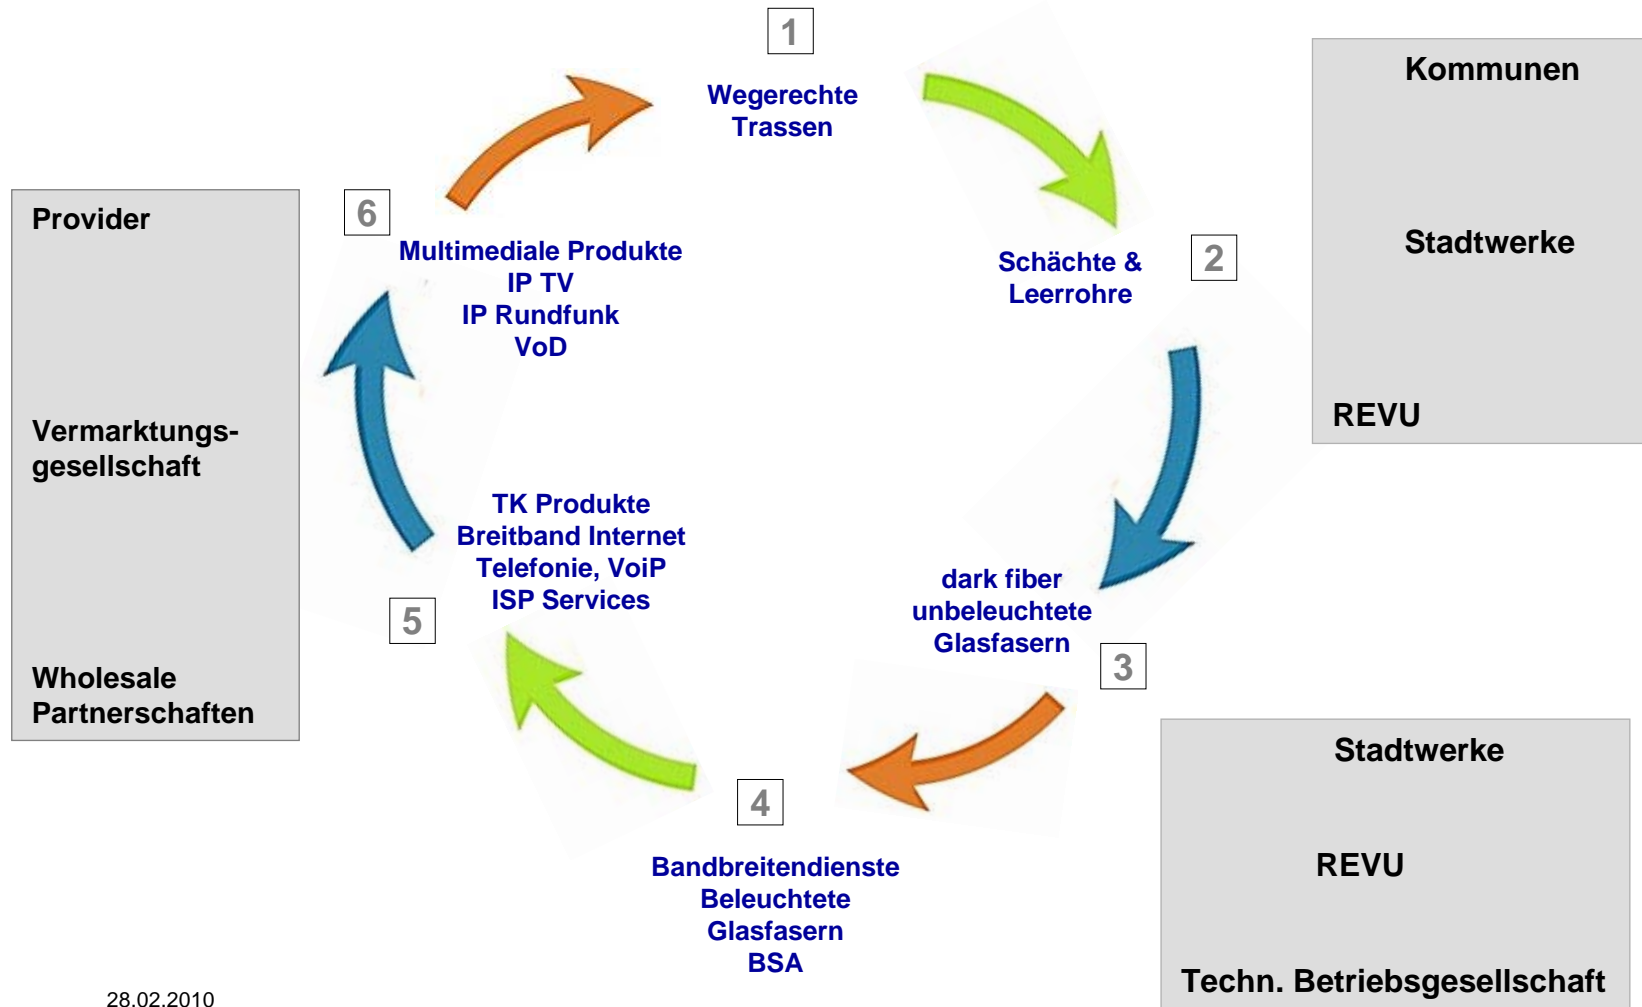 1
Wegerechte
Trassen
2
Schächte &
Leerrohre
3
dark fiber
unbeleuchtete
Glasfasern
4
Bandbreitendienste
Beleuchtete
Glasfasern
BSA
5
TK Produkte
Breitband Internet
Telefonie, VoiP
ISP Services
6
Multimediale Produkte
IP TV
IP Rundfunk
VoD
Kommunen
Stadtwerke
REVU
Stadtwerke
REVU
Techn. Betriebsgesellschaft
Provider
Vermarktungs-
gesellschaft
Wholesale
Partnerschaften
28.02.2010